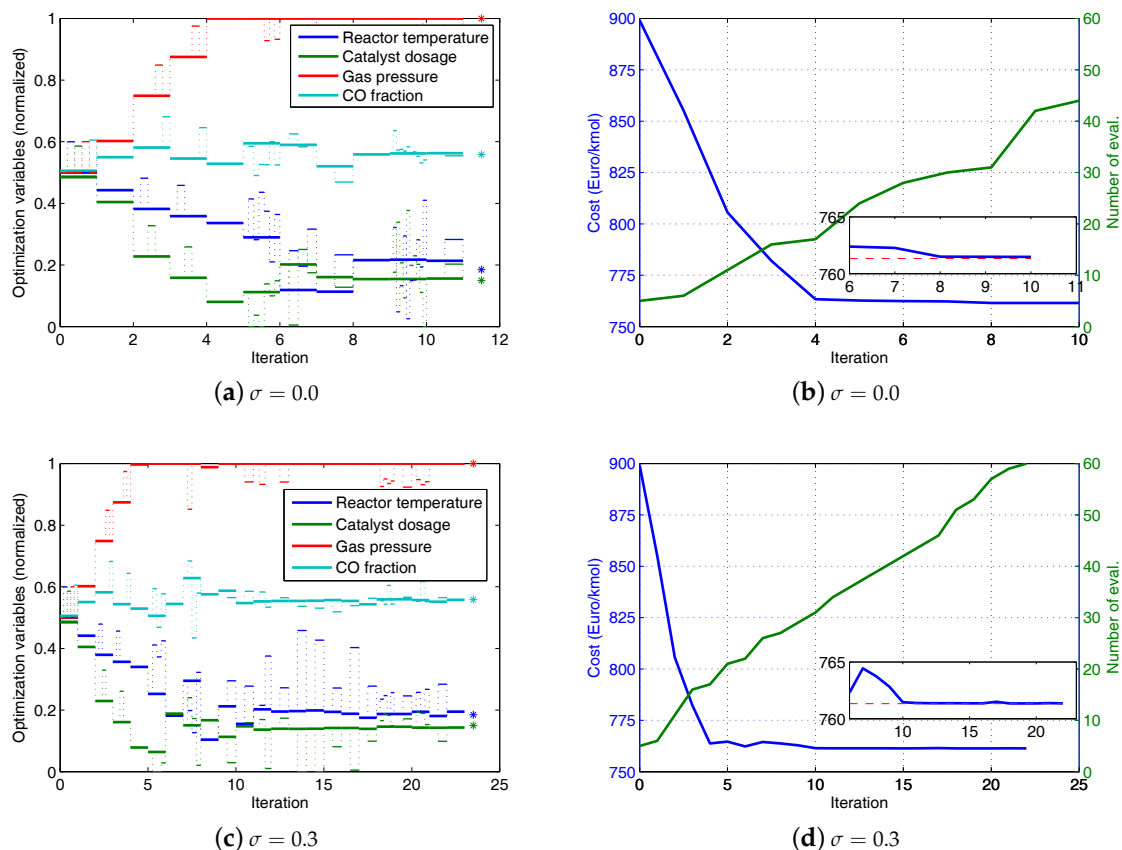 Optimization variables (normalized)
1
0.8
0.6
0.4
0.2
0
0 2 4 6 8 10 12
Iteration
Reactor temperature
Catalyst dosage
Gas pressure
CO fraction
(a) σ = 0.0
Cost (Euro/kmol)
900
875
850
825
800
775
750
0 2 4 6 8 10
Iteration
Number of eval.
60
50
40
30
20
10
0
765
760
6 7 8 9 10 11
(b) σ = 0.0
Optimization variables (normalized)
1
0.8
0.6
0.4
0.2
0
0 5 10 15 20 25
Iteration
Reactor temperature
Catalyst dosage
Gas pressure
CO fraction
(c) σ = 0.3
Cost (Euro/kmol)
900
875
850
825
800
775
750
0 5 10 15 20 25
Iteration
Number of eval.
60
50
40
30
20
10
0
765
760
10 15 20
(d) σ = 0.3